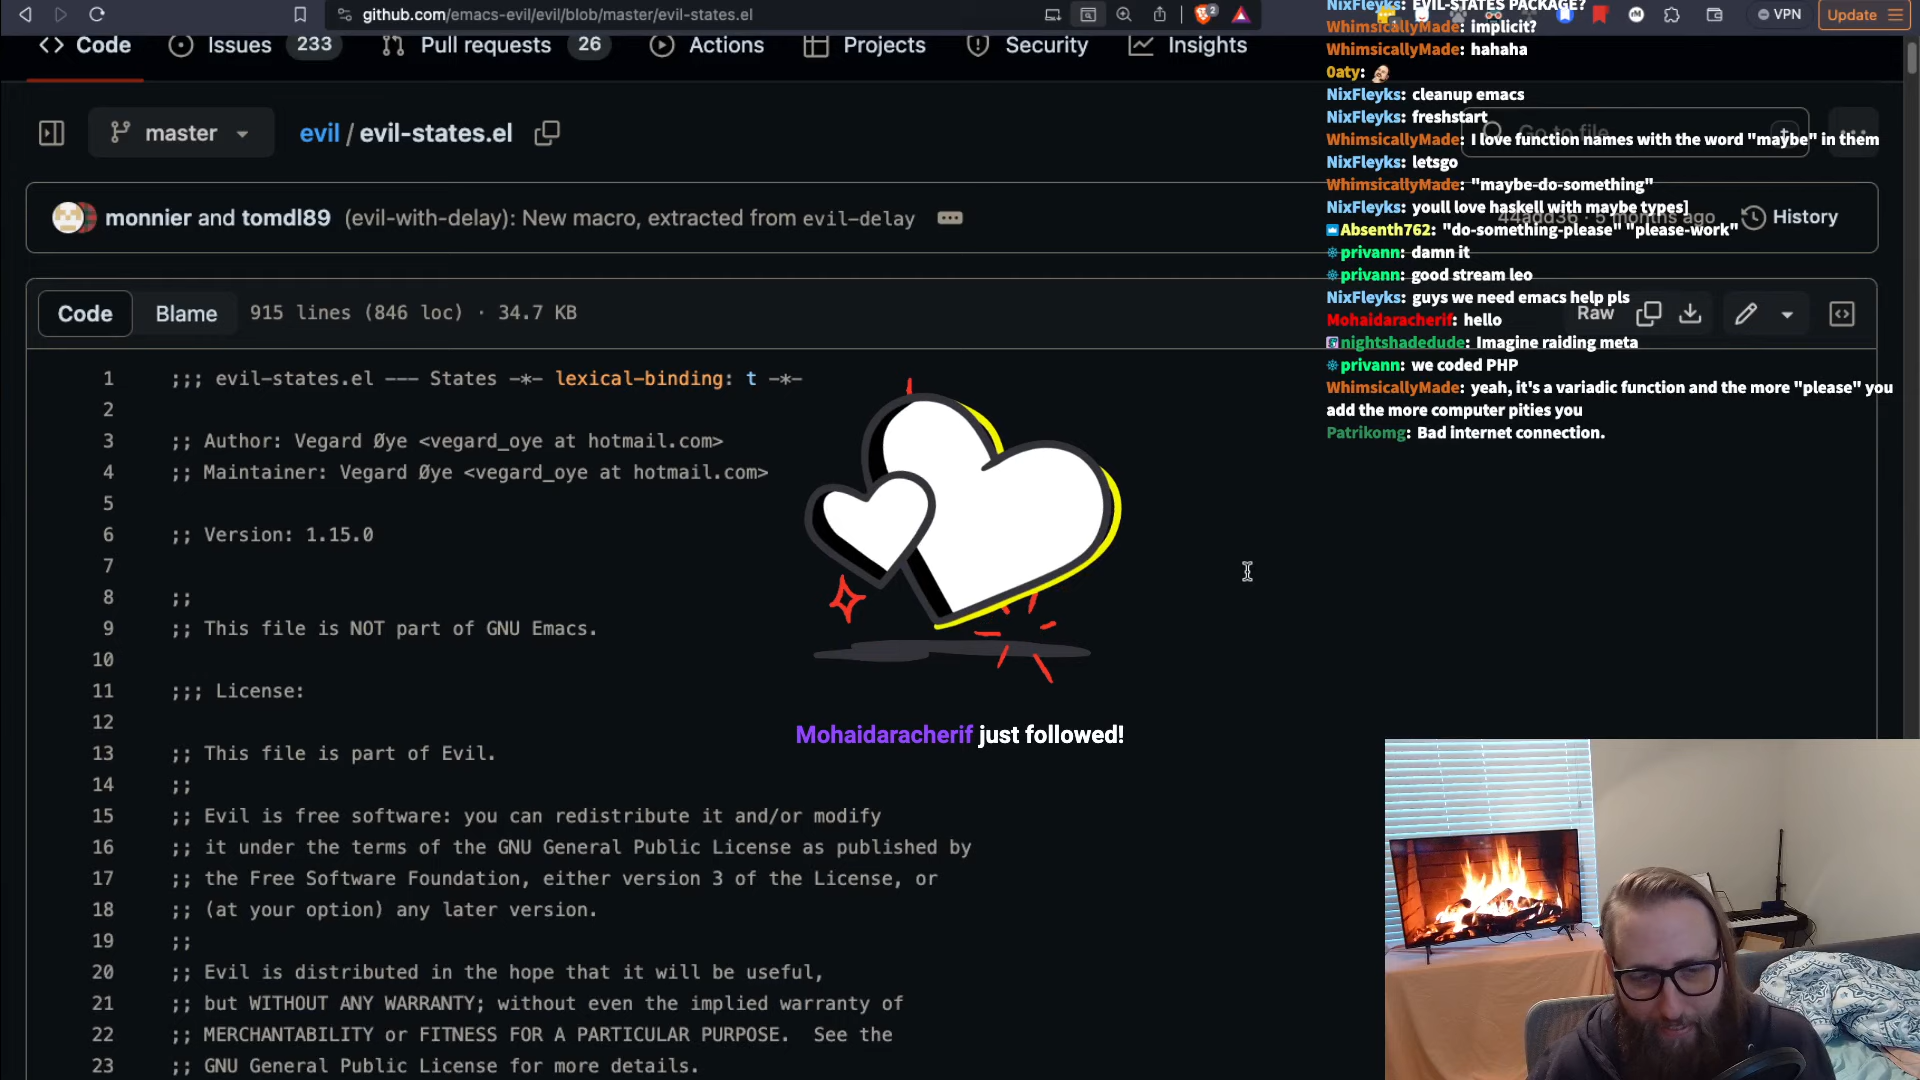 github.com/emacs-evil/evil/blob/master/evil-states.el
2
VPN
Update
Code
Issues
233
Pull requests
26
Actions
Projects
Security
Insights
master
evil / evil-states.el
Go to file
monnier and tomdl89 (evil-with-delay): New macro, extracted from evil-delay
44add36 · 5 months ago
History
Code
Blame
915 lines (846 loc) · 34.7 KB
Raw
1 ;;; evil-states.el --- States -*- lexical-binding: t -*-
2
3 ;; Author: Vegard Øye <vegard_oye at hotmail.com>
4 ;; Maintainer: Vegard Øye <vegard_oye at hotmail.com>
5
6 ;; Version: 1.15.0
7
8 ;;
9 ;; This file is NOT part of GNU Emacs.
10
11 ;;; License:
12
13 ;; This file is part of Evil.
14 ;;
15 ;; Evil is free software: you can redistribute it and/or modify
16 ;; it under the terms of the GNU General Public License as published by
17 ;; the Free Software Foundation, either version 3 of the License, or
18 ;; (at your option) any later version.
19 ;;
20 ;; Evil is distributed in the hope that it will be useful,
21 ;; but WITHOUT ANY WARRANTY; without even the implied warranty of
22 ;; MERCHANTABILITY or FITNESS FOR A PARTICULAR PURPOSE.  See the
23 ;; GNU General Public License for more details.
Mohaidaracherif just followed!
NixFleyks: EVIL-STATES PACKAGE?
WhimsicallyMade: implicit?
WhimsicallyMade: hahaha
0aty:
NixFleyks: cleanup emacs
NixFleyks: freshstart
WhimsicallyMade: I love function names with the word "maybe" in them
NixFleyks: letsgo
WhimsicallyMade: "maybe-do-something"
NixFleyks: youll love haskell with maybe types]
Absenth762: "do-something-please" "please-work"
privann: damn it
privann: good stream leo
NixFleyks: guys we need emacs help pls
Mohaidaracherif: hello
nightshadedude: Imagine raiding meta
privann: we coded PHP
WhimsicallyMade: yeah, it's a variadic function and the more "please" you
add the more computer pities you
Patrikomg: Bad internet connection.